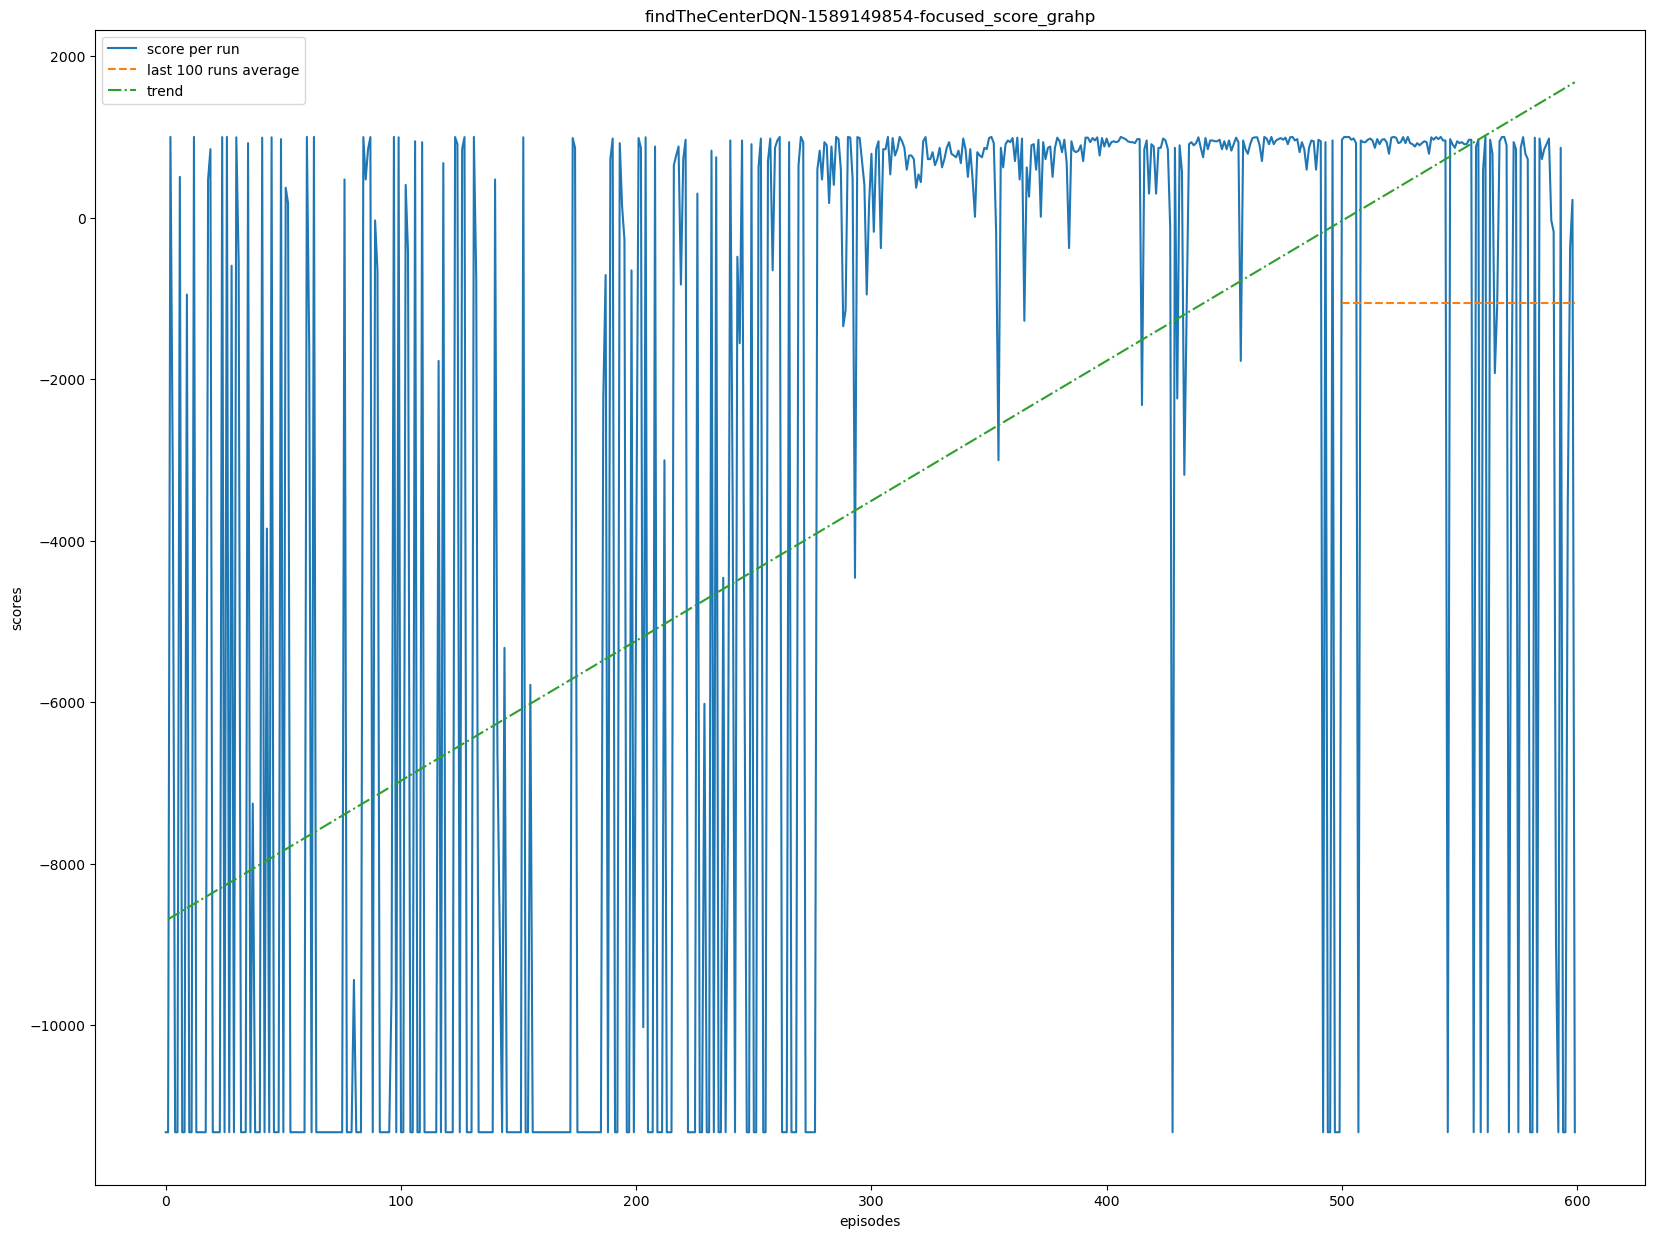 findTheCenterDQN-1589149854-focused_score_grahp
score per run
last 100 runs average
trend
2000
0
−2000
−4000
−6000
−8000
−10000
scores
0 100 200 300 400 500 600
episodes